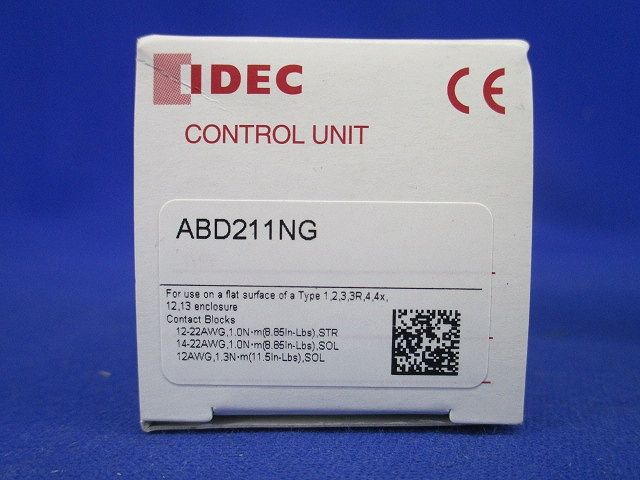 IDEC
CE
CONTROL UNIT
ABD211NG
For use on a flat surface of a Type 1,2,3,3R,4,4x,
12,13 enclosure
Contact Blocks
12-22AWG,1.0N·m(8.85In-Lbs),STR
14-22AWG,1.0N·m(8.85In-Lbs),SOL
12AWG,1.3N·m(11.5In-Lbs),SOL